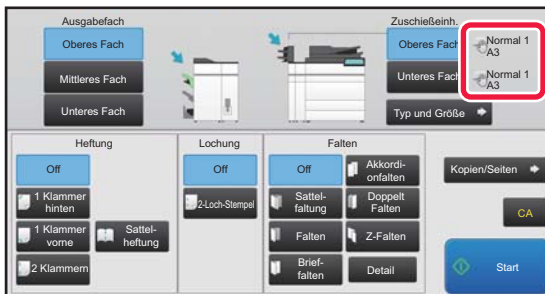 Ausgabefach
Zuschießeinh.
Oberes Fach
Mittleres Fach
Unteres Fach
Oberes Fach
Normal 1
A3
Unteres Fach
Normal 1
A3
Typ und Größe
Heftung
Off
1 Klammer
hinten
1 Klammer
vorne
Sattel-
heftung
2 Klammern
Lochung
Off
2-Loch-Stempel
Falten
Off
Akkordi-
onfalten
Sattel-
faltung
Doppelt
Falten
Falten
Z-Falten
Brief-
falten
Detail
Kopien/Seiten
CA
Start